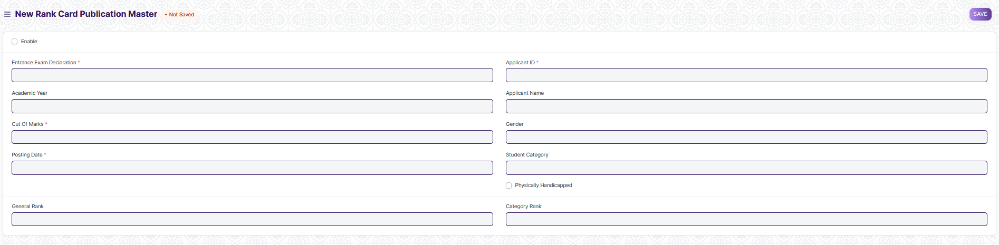 New Rank Card Publication Master
• Not Saved
SAVE
Enable
Entrance Exam Declaration *
Applicant ID *
Academic Year
Applicant Name
Cut Of Marks *
Gender
Posting Date *
Student Category
Physically Handicapped
General Rank
Category Rank